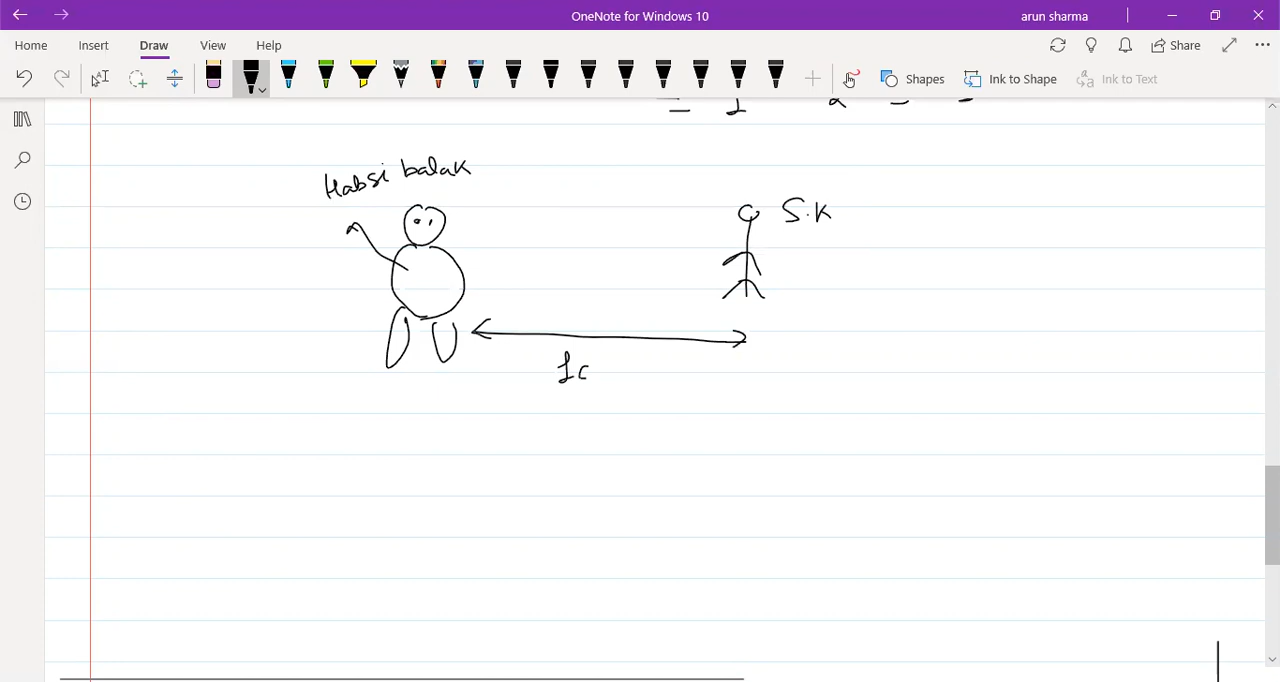 OneNote for Windows 10
arun sharma
Home Insert Draw View Help
Share
Shapes Ink to Shape Ink to Text
Habsi balak
S.K